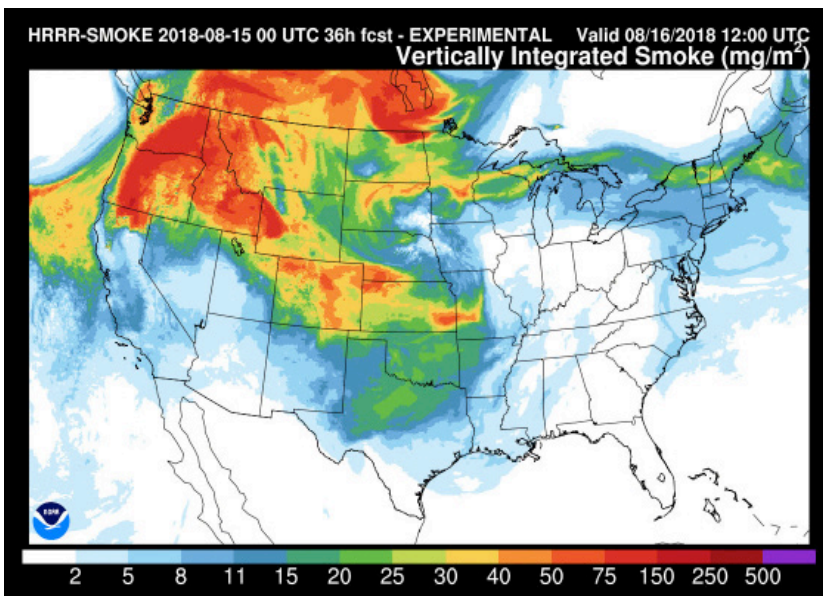 HRRR-SMOKE 2018-08-15 00 UTC 36h fcst - EXPERIMENTAL Valid 08/16/2018 12:00 UTC
Vertically Integrated Smoke (mg/m²)
NOAA
2 5 8 11 15 20 25 30 40 50 75 150 250 500